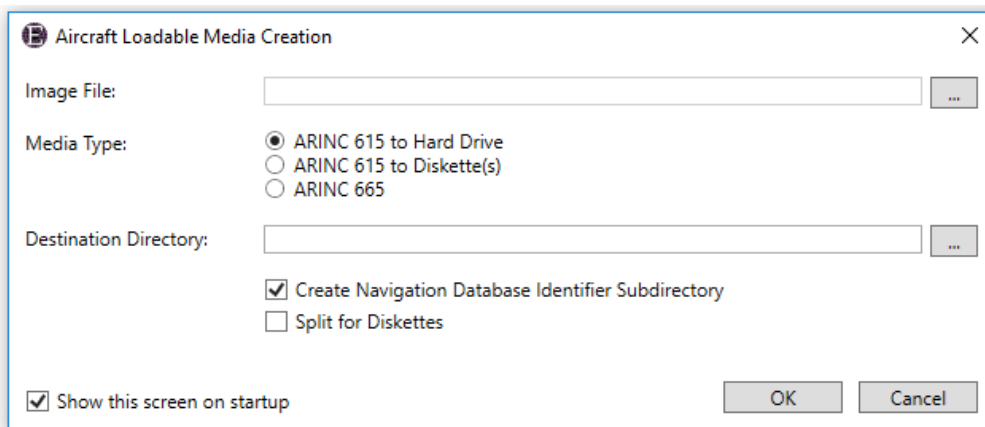 Aircraft Loadable Media Creation
Image File:
...
Media Type:
ARINC 615 to Hard Drive
ARINC 615 to Diskette(s)
ARINC 665
Destination Directory:
...
Create Navigation Database Identifier Subdirectory
Split for Diskettes
Show this screen on startup
OK
Cancel